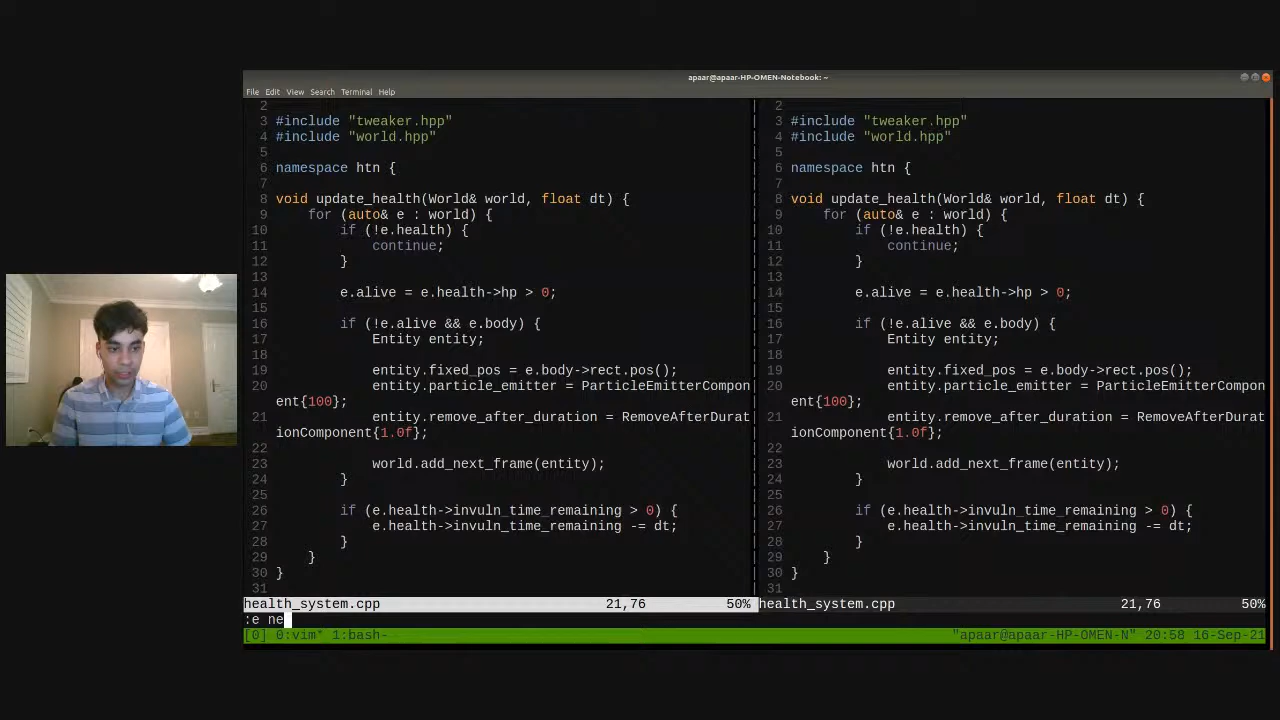 apaar@apaar-HP-OMEN-Notebook: ~
File Edit View Search Terminal Help
2
3 #include "tweaker.hpp"
4 #include "world.hpp"
5
6 namespace htn {
7
8 void update_health(World& world, float dt) {
9     for (auto& e : world) {
10         if (!e.health) {
11             continue;
12         }
13
14         e.alive = e.health->hp > 0;
15
16         if (!e.alive && e.body) {
17             Entity entity;
18
19             entity.fixed_pos = e.body->rect.pos();
20             entity.particle_emitter = ParticleEmitterCompon
ent{100};
21             entity.remove_after_duration = RemoveAfterDurat
ionComponent{1.0f};
22
23             world.add_next_frame(entity);
24         }
25
26         if (e.health->invuln_time_remaining > 0) {
27             e.health->invuln_time_remaining -= dt;
28         }
29     }
30 }
31
health_system.cpp 21,76 50%
2
3 #include "tweaker.hpp"
4 #include "world.hpp"
5
6 namespace htn {
7
8 void update_health(World& world, float dt) {
9     for (auto& e : world) {
10         if (!e.health) {
11             continue;
12         }
13
14         e.alive = e.health->hp > 0;
15
16         if (!e.alive && e.body) {
17             Entity entity;
18
19             entity.fixed_pos = e.body->rect.pos();
20             entity.particle_emitter = ParticleEmitterCompon
ent{100};
21             entity.remove_after_duration = RemoveAfterDurat
ionComponent{1.0f};
22
23             world.add_next_frame(entity);
24         }
25
26         if (e.health->invuln_time_remaining > 0) {
27             e.health->invuln_time_remaining -= dt;
28         }
29     }
30 }
31
health_system.cpp 21,76 50%
:e ne
[0] 0:vim* 1:bash- "apaar@apaar-HP-OMEN-N" 20:58 16-Sep-21